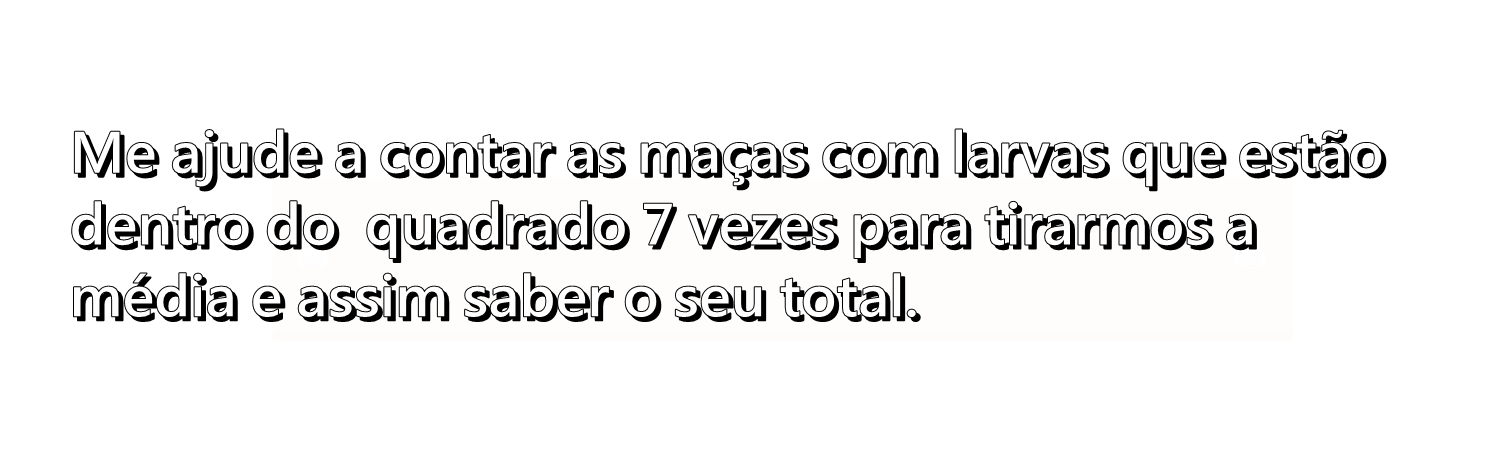 Me ajude a contar as maças com larvas que estão
dentro do  quadrado 7 vezes para tirarmos a
média e assim saber o seu total.